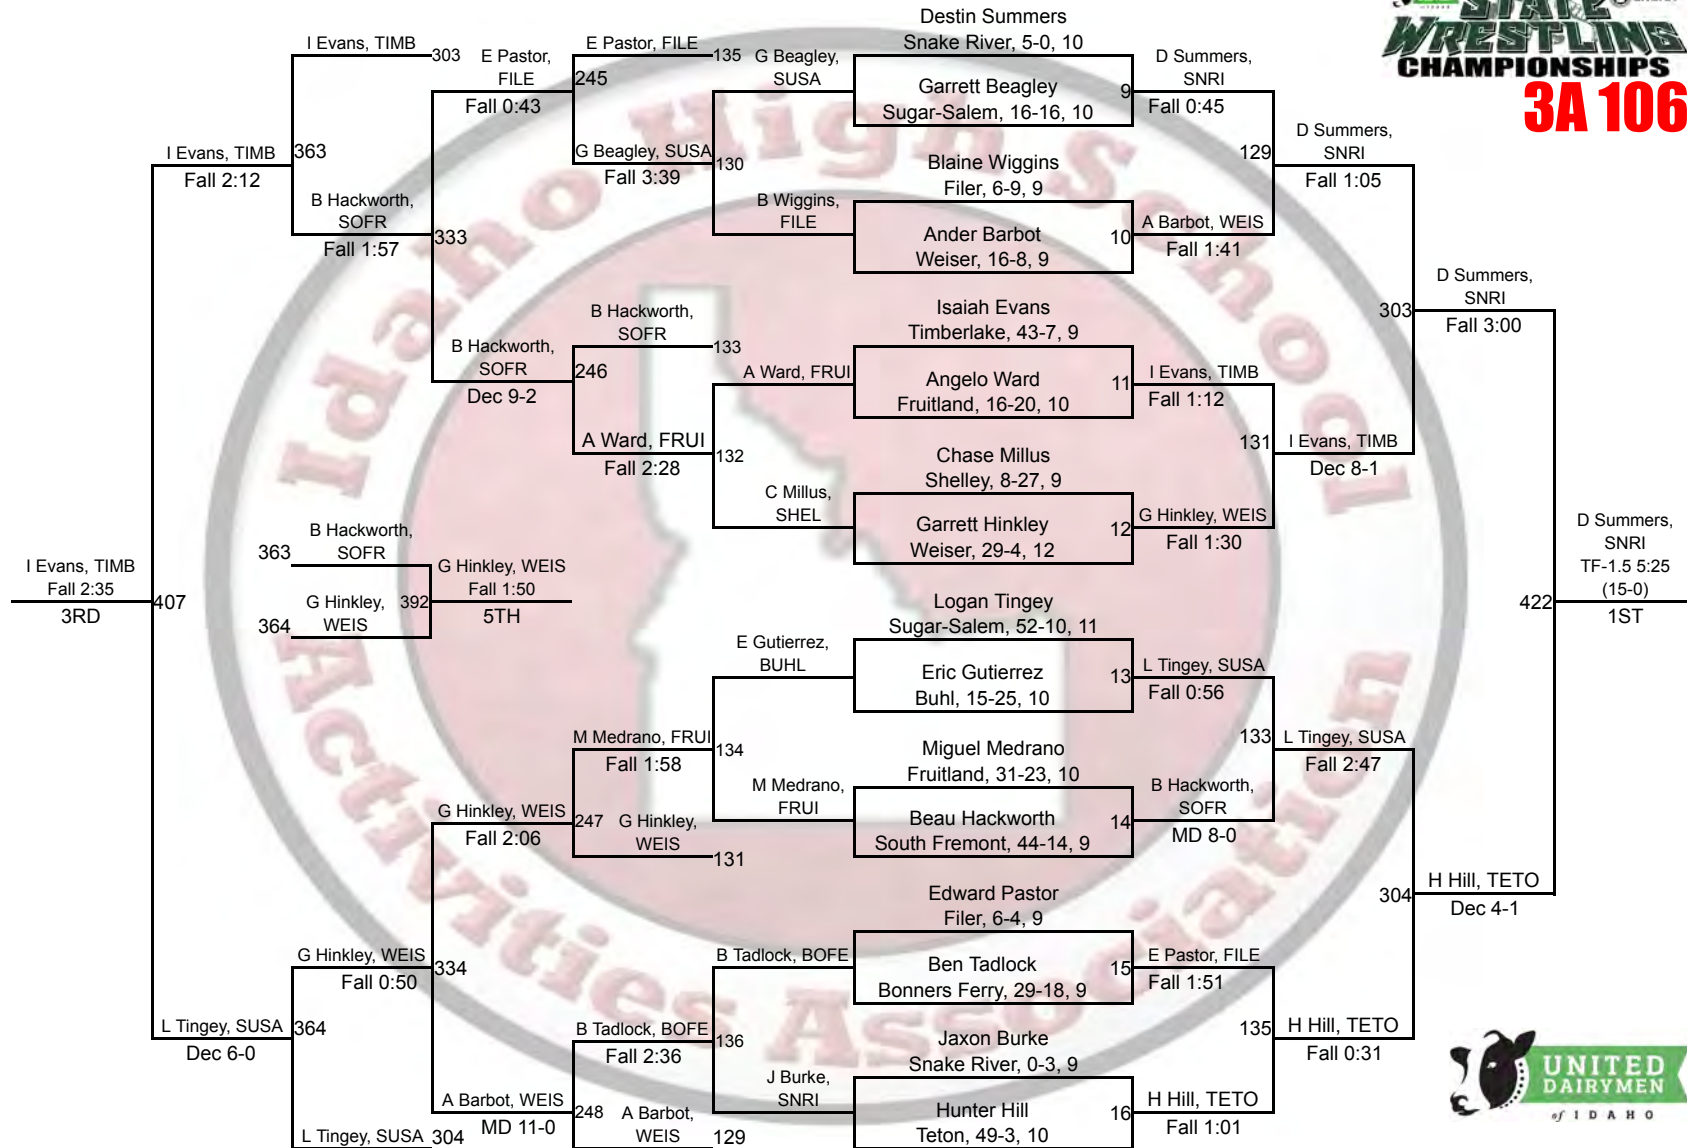 STATE
WRESTLING
CHAMPIONSHIPS
3A 106
Idaho High School
Activities Association
I Evans, TIMB
303
E Pastor,
FILE
Fall 0:43
E Pastor, FILE
135
245
G Beagley,
SUSA
G Beagley, SUSA
Fall 3:39
130
B Wiggins,
FILE
I Evans, TIMB
Fall 2:12
363
B Hackworth,
SOFR
Fall 1:57
333
B Hackworth,
SOFR
133
B Hackworth,
SOFR
Dec 9-2
246
A Ward, FRUI
A Ward, FRUI
Fall 2:28
132
C Millus,
SHEL
363
B Hackworth,
SOFR
364
G Hinkley,
WEIS
392
G Hinkley, WEIS
Fall 1:50
5TH
I Evans, TIMB
Fall 2:35
3RD
407
E Gutierrez,
BUHL
M Medrano, FRUI
Fall 1:58
134
M Medrano,
FRUI
G Hinkley, WEIS
Fall 2:06
247
G Hinkley,
WEIS
131
G Hinkley, WEIS
Fall 0:50
334
B Tadlock, BOFE
B Tadlock, BOFE
Fall 2:36
136
J Burke,
SNRI
L Tingey, SUSA
Dec 6-0
364
A Barbot, WEIS
MD 11-0
248
A Barbot,
WEIS
129
L Tingey, SUSA
304
Destin Summers
Snake River, 5-0, 10
Garrett Beagley
Sugar-Salem, 16-16, 10
9
D Summers,
SNRI
Fall 0:45
Blaine Wiggins
Filer, 6-9, 9
Ander Barbot
Weiser, 16-8, 9
10
A Barbot, WEIS
Fall 1:41
129
D Summers,
SNRI
Fall 1:05
Isaiah Evans
Timberlake, 43-7, 9
Angelo Ward
Fruitland, 16-20, 10
11
I Evans, TIMB
Fall 1:12
Chase Millus
Shelley, 8-27, 9
Garrett Hinkley
Weiser, 29-4, 12
12
G Hinkley, WEIS
Fall 1:30
131
I Evans, TIMB
Dec 8-1
303
D Summers,
SNRI
Fall 3:00
Logan Tingey
Sugar-Salem, 52-10, 11
Eric Gutierrez
Buhl, 15-25, 10
13
L Tingey, SUSA
Fall 0:56
Miguel Medrano
Fruitland, 31-23, 10
Beau Hackworth
South Fremont, 44-14, 9
14
B Hackworth,
SOFR
MD 8-0
133
L Tingey, SUSA
Fall 2:47
Edward Pastor
Filer, 6-4, 9
Ben Tadlock
Bonners Ferry, 29-18, 9
15
E Pastor, FILE
Fall 1:51
Jaxon Burke
Snake River, 0-3, 9
Hunter Hill
Teton, 49-3, 10
16
H Hill, TETO
Fall 1:01
135
H Hill, TETO
Fall 0:31
304
H Hill, TETO
Dec 4-1
422
D Summers,
SNRI
TF-1.5 5:25
(15-0)
1ST
UNITED
DAIRYMEN
of IDAHO